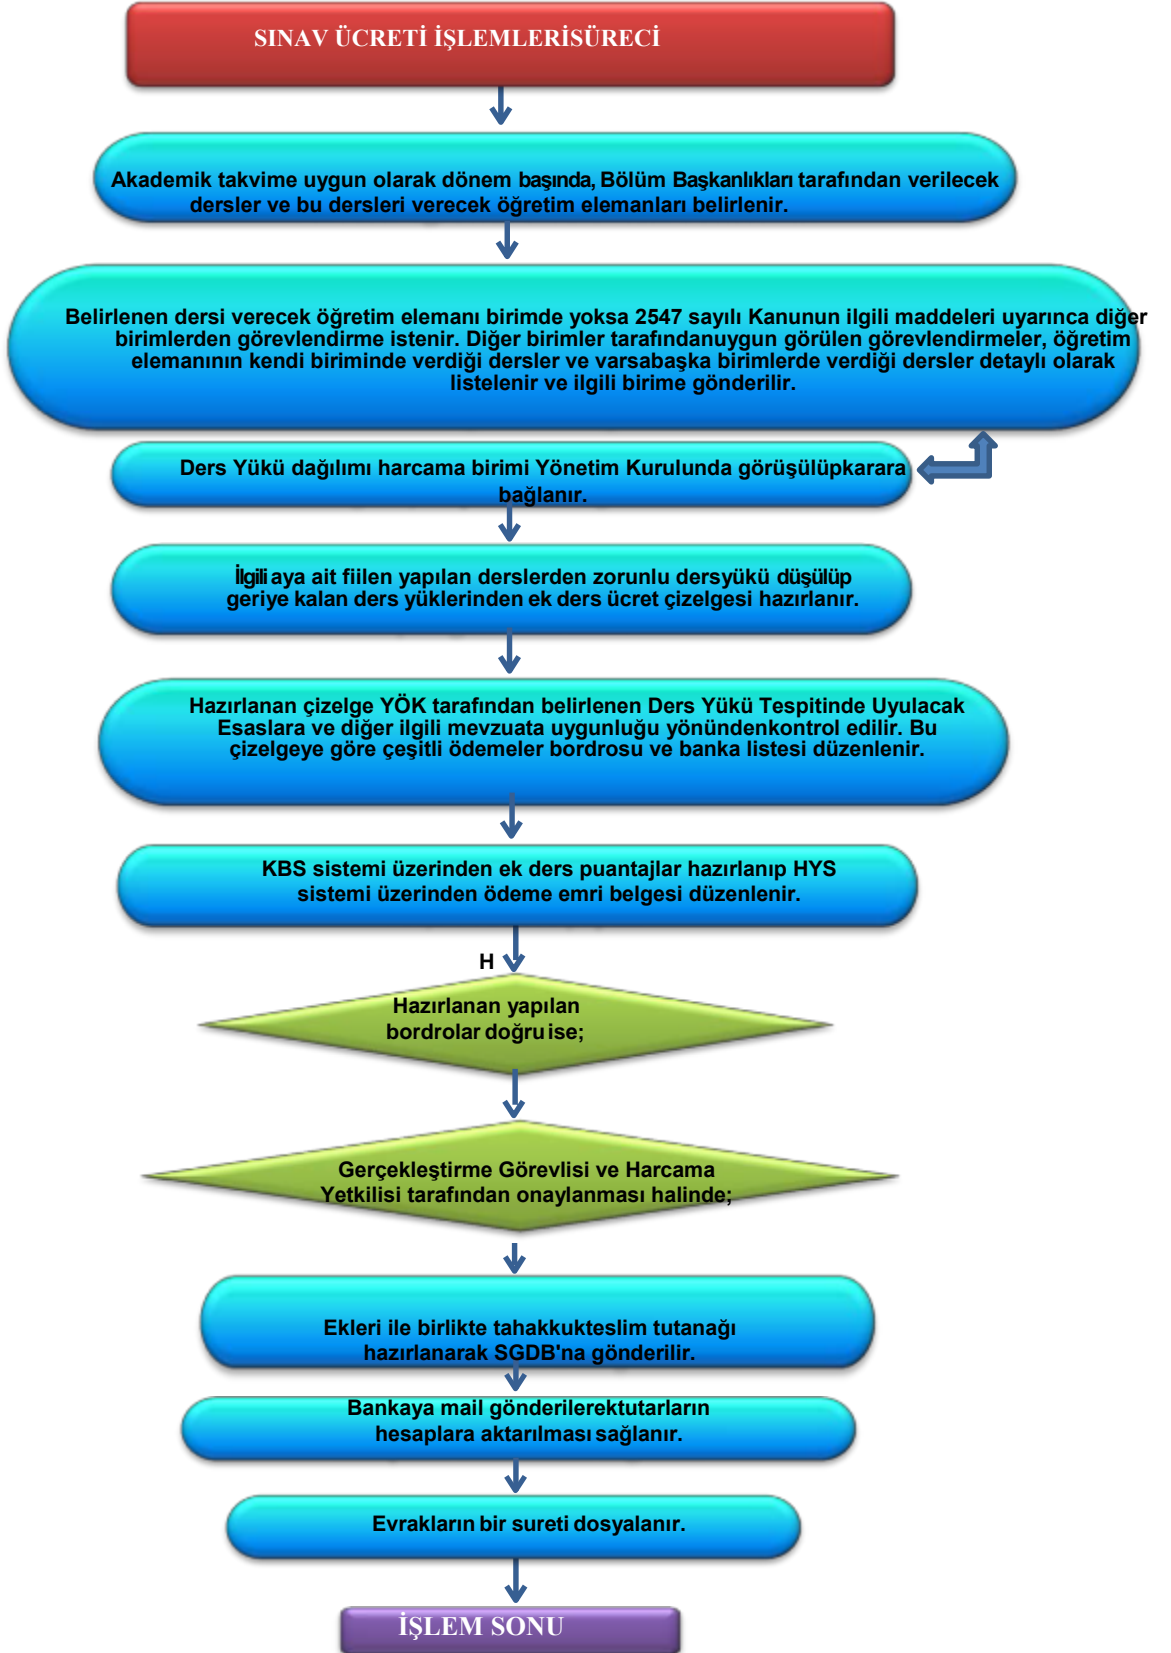 SINAV ÜCRETİ İŞLEMLERİSÜRECİ
Akademik takvime uygun olarak dönem başında, Bölüm Başkanlıkları tarafından verilecek
dersler ve bu dersleri verecek öğretim elemanları belirlenir.
Belirlenen dersi verecek öğretim elemanı birimde yoksa 2547 sayılı Kanunun ilgili maddeleri uyarınca diğer
birimlerden görevlendirme istenir. Diğer birimler tarafındanuygun görülen görevlendirmeler, öğretim
elemanının kendi biriminde verdiği dersler ve varsabaşka birimlerde verdiği dersler detaylı olarak
listelenir ve ilgili birime gönderilir.
Ders Yükü dağılımı harcama birimi Yönetim Kurulunda görüşülüpkarara
bağlanır.
İlgili aya ait fiilen yapılan derslerden zorunlu dersyükü düşülüp
geriye kalan ders yüklerinden ek ders ücret çizelgesi hazırlanır.
Hazırlanan çizelge YÖK tarafından belirlenen Ders Yükü Tespitinde Uyulacak
Esaslara ve diğer ilgili mevzuata uygunluğu yönündenkontrol edilir. Bu
çizelgeye göre çeşitli ödemeler bordrosu ve banka listesi düzenlenir.
KBS sistemi üzerinden ek ders puantajlar hazırlanıp HYS
sistemi üzerinden ödeme emri belgesi düzenlenir.
H
Hazırlanan yapılan
bordrolar doğru ise;
Gerçekleştirme Görevlisi ve Harcama
Yetkilisi tarafından onaylanması halinde;
Ekleri ile birlikte tahakkukteslim tutanağı
hazırlanarak SGDB'na gönderilir.
Bankaya mail gönderilerektutarların
hesaplara aktarılması sağlanır.
Evrakların bir sureti dosyalanır.
İŞLEM SONU